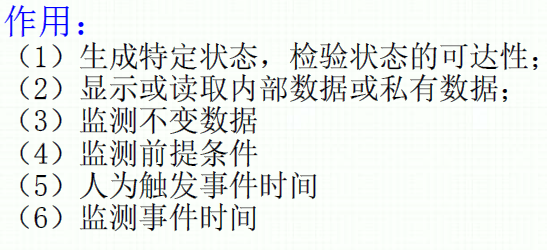 作用：
（1）生成特定状态，检验状态的可达性；
（2）显示或读取内部数据或私有数据；
（3）监测不变数据
（4）监测前提条件
（5）人为触发事件时间
（6）监测事件时间